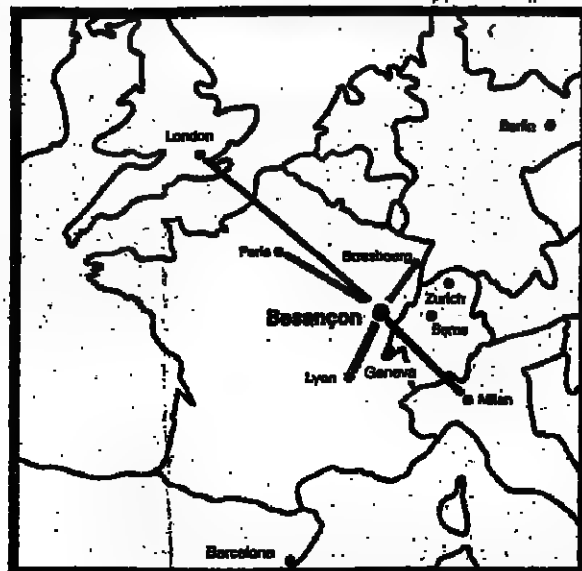 London
Berlin
Paris
Strasbourg
Zurich
Besançon
Berne
Lyon
Geneva
Milan
Barcelona